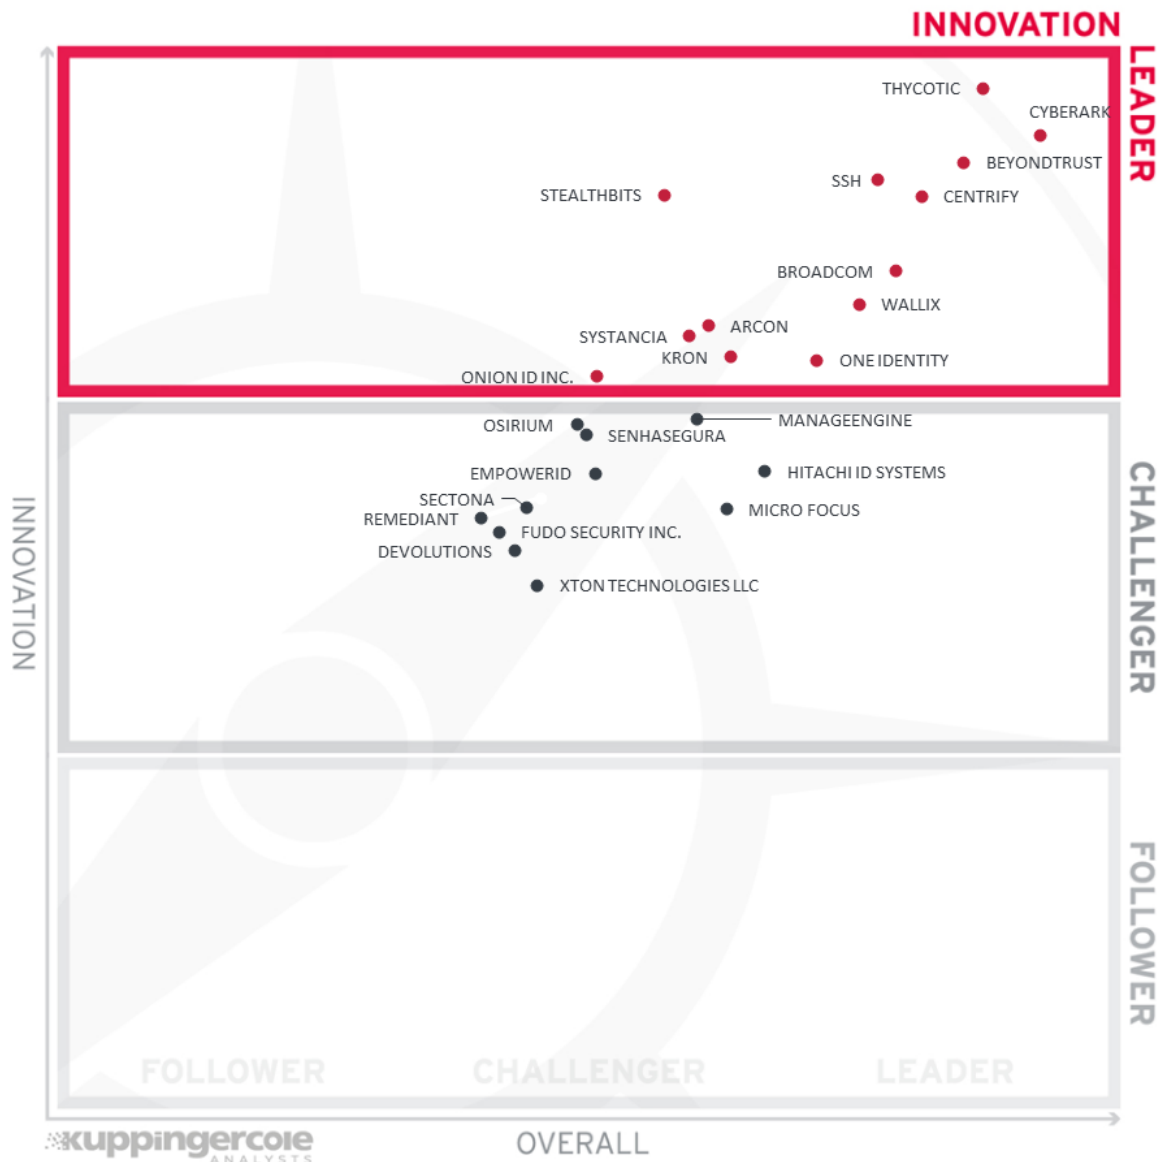 INNOVATION
LEADER
THYCOTIC
CYBERARK
BEYONDTRUST
SSH
STEALTHBITS
CENTRIFY
BROADCOM
WALLIX
ARCON
SYSTANCIA
KRON
ONE IDENTITY
ONION ID INC.
MANAGEENGINE
OSIRIUM
SENHASEGURA
EMPOWERID
HITACHI ID SYSTEMS
SECTONA
MICRO FOCUS
REMEDIANT
FUDO SECURITY INC.
DEVOLUTIONS
XTON TECHNOLOGIES LLC
CHALLENGER
INNOVATION
FOLLOWER
FOLLOWER CHALLENGER LEADER
OVERALL
kuppingercole
ANALYSTS